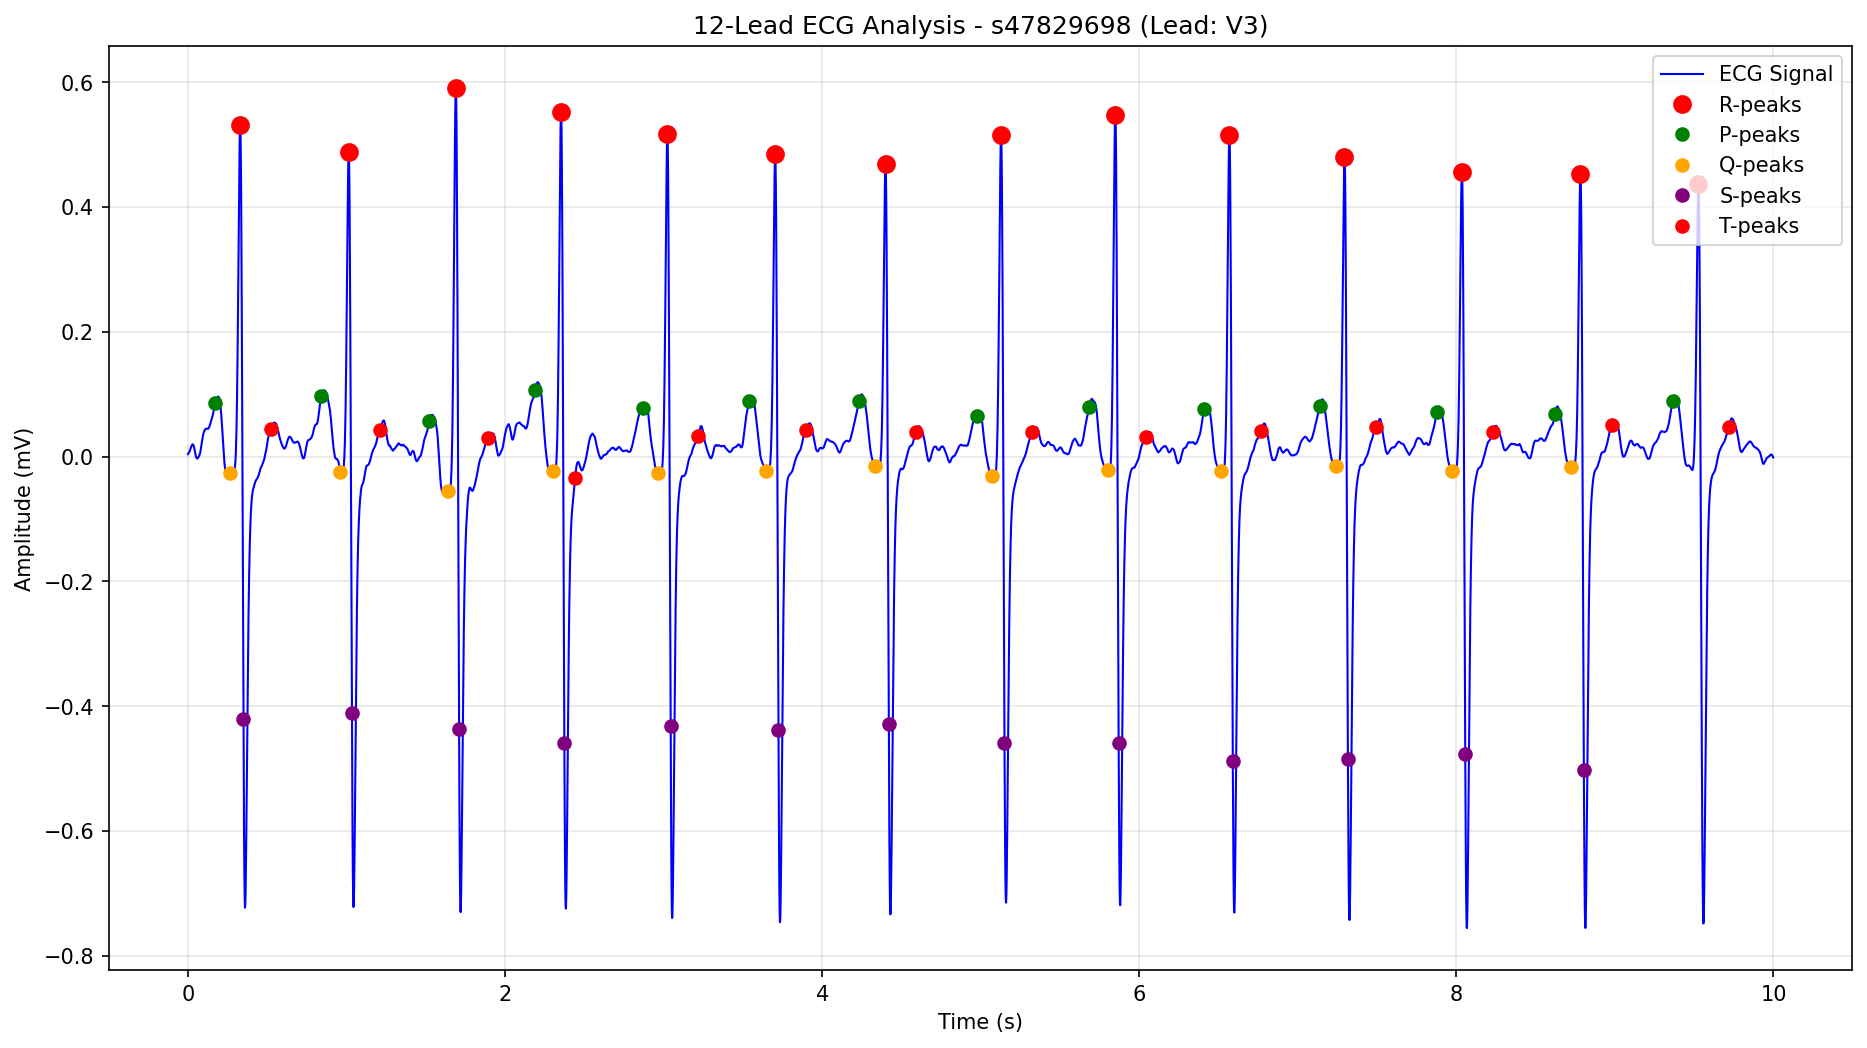 12-Lead ECG Analysis - s47829698 (Lead: V3)
ECG Signal
R-peaks
P-peaks
Q-peaks
S-peaks
T-peaks
Amplitude (mV)
0.6
0.4
0.2
0.0
−0.2
−0.4
−0.6
−0.8
0 2 4 6 8 10
Time (s)